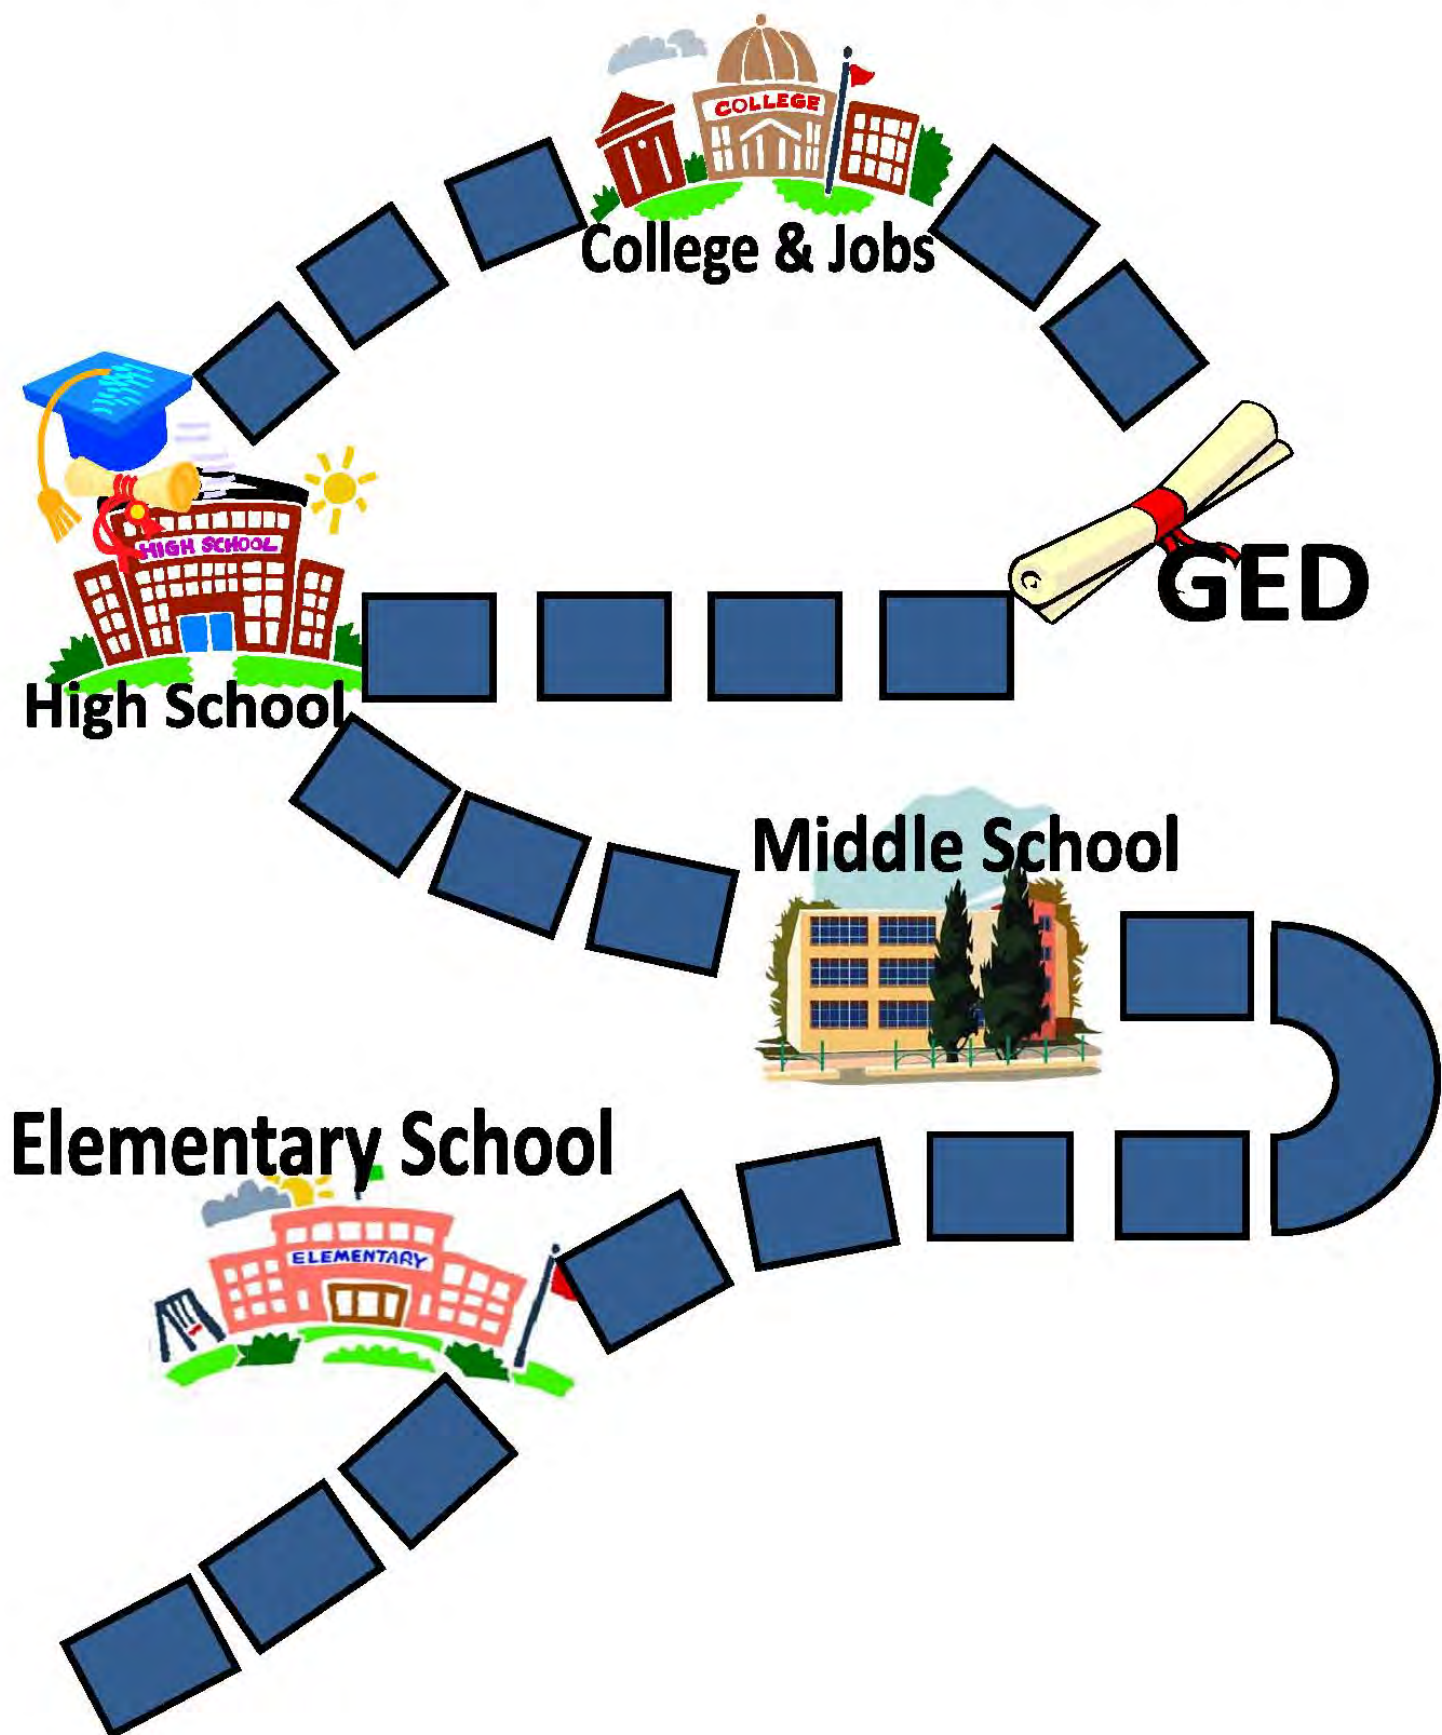 COLLEGE
College & Jobs
HIGH SCHOOL
GED
High School
Middle School
Elementary School
ELEMENTARY